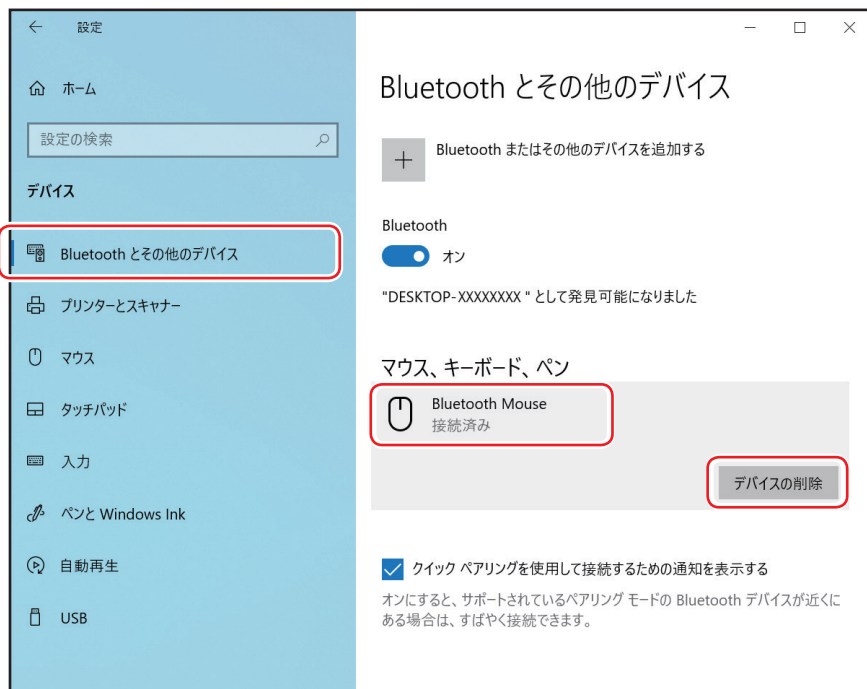 設定
ホーム
設定の検索
デバイス
Bluetooth とその他のデバイス
プリンターとスキャナー
マウス
タッチパッド
入力
ペンと Windows Ink
自動再生
USB
Bluetooth とその他のデバイス
Bluetooth またはその他のデバイスを追加する
Bluetooth
オン
"DESKTOP-XXXXXXXX " として発見可能になりました
マウス、キーボード、ペン
Bluetooth Mouse
接続済み
デバイスの削除
クイック ペアリングを使用して接続するための通知を表示する
オンにすると、サポートされているペアリング モードの Bluetooth デバイスが近くに
ある場合は、すばやく接続できます。